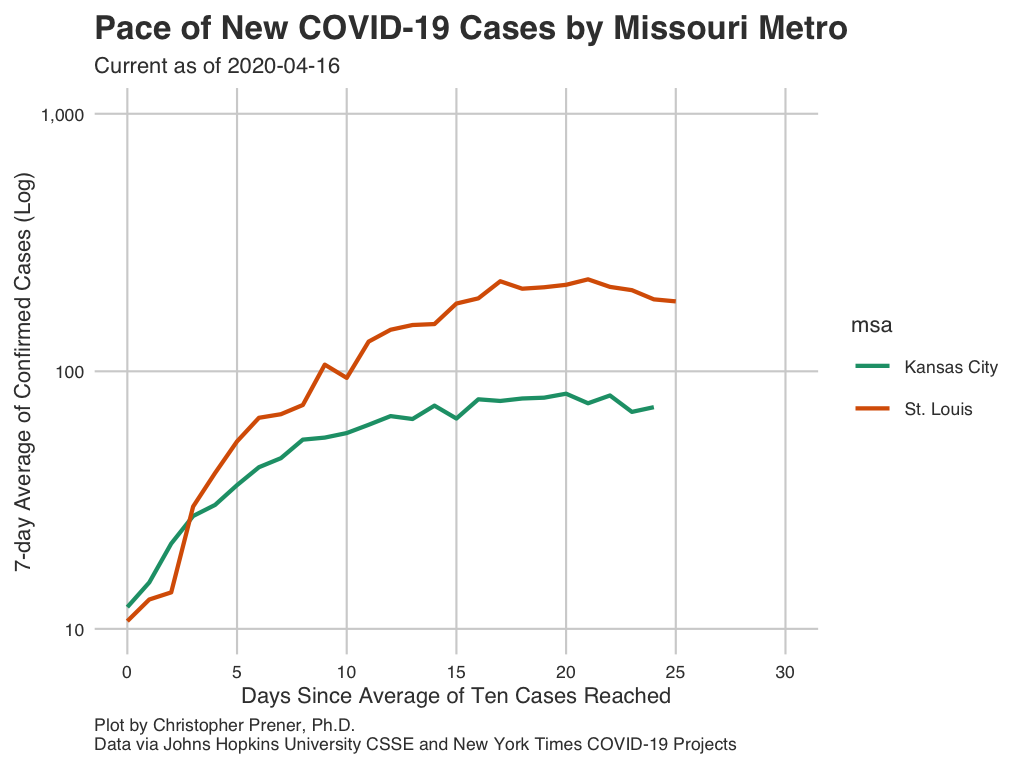 Pace of New COVID-19 Cases by Missouri Metro
Current as of 2020-04-16
1,000
100
10
7-day Average of Confirmed Cases (Log)
0 5 10 15 20 25 30
Days Since Average of Ten Cases Reached
msa
Kansas City
St. Louis
Plot by Christopher Prener, Ph.D.
Data via Johns Hopkins University CSSE and New York Times COVID-19 Projects